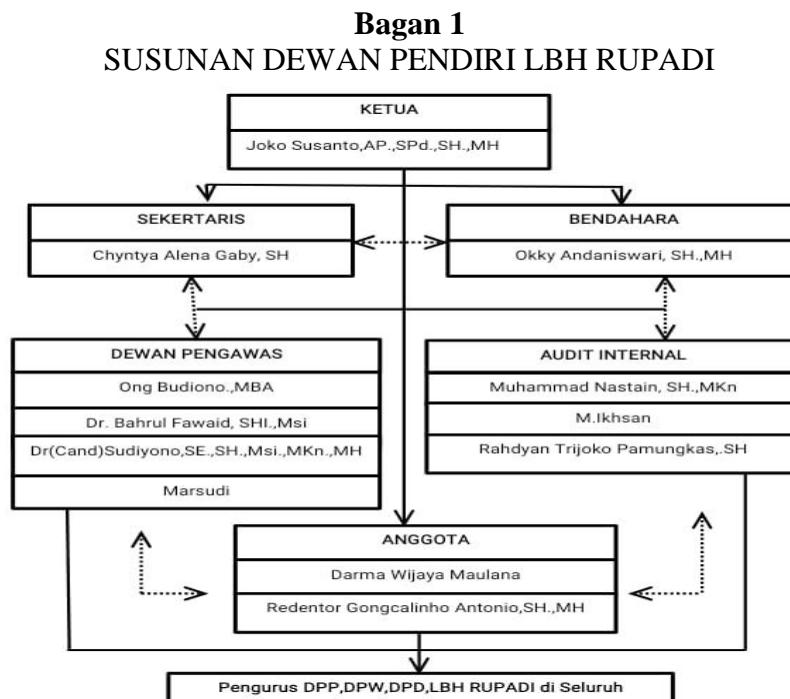 Bagan 1
SUSUNAN DEWAN PENDIRI LBH RUPADI
KETUA
Joko Susanto,AP.,SPd.,SH.,MH
SEKERTARIS
Chyntya Alena Gaby, SH
BENDAHARA
Okky Andaniswari, SH.,MH
DEWAN PENGAWAS
Ong Budiono.,MBA
Dr. Bahrul Fawaid, SHI.,Msi
Dr(Cand)Sudiyono,SE.,SH.,Msi.,MKn.,MH
Marsudi
AUDIT INTERNAL
Muhammad Nastain, SH.,MKn
M.Ikhsan
Rahdyan Trijoko Pamungkas,.SH
ANGGOTA
Darma Wijaya Maulana
Redentor Gongcalinho Antonio,SH.,MH
Pengurus DPP,DPW,DPD,LBH RUPADI di Seluruh